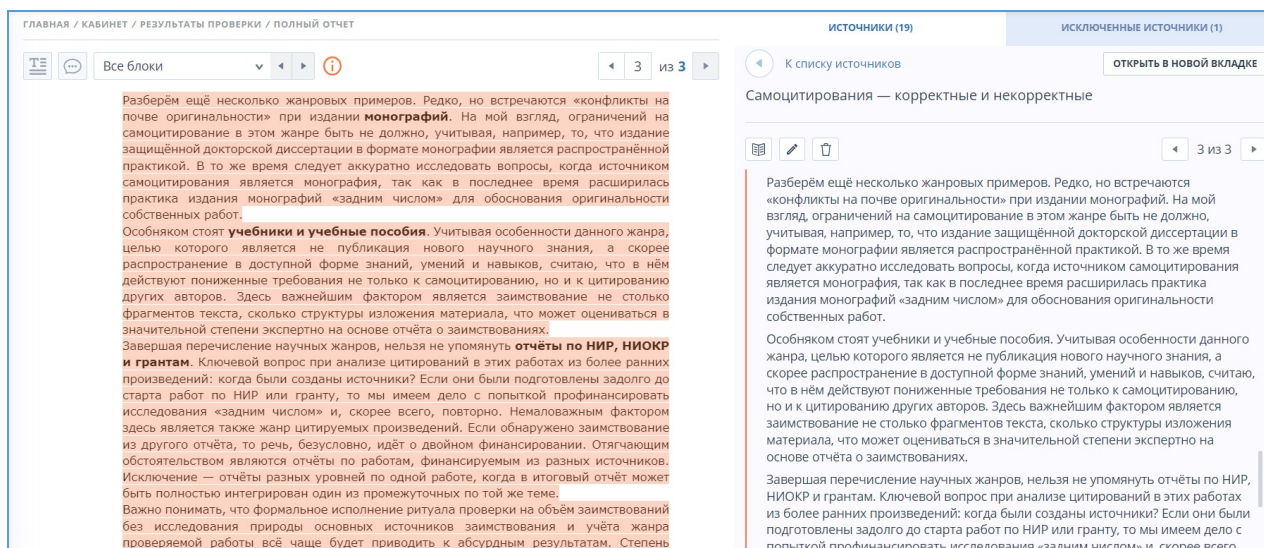 ГЛАВНАЯ / КАБИНЕТ / РЕЗУЛЬТАТЫ ПРОВЕРКИ / ПОЛНЫЙ ОТЧЕТ
Все блоки
3 из 3
Разберём ещё несколько жанровых примеров. Редко, но встречаются «конфликты на
почве оригинальности» при издании монографий. На мой взгляд, ограничений на
самоцитирование в этом жанре быть не должно, учитывая, например, то, что издание
защищённой докторской диссертации в формате монографии является распространённой
практикой. В то же время следует аккуратно исследовать вопросы, когда источником
самоцитирования является монография, так как в последнее время расширилась
практика издания монографий «задним числом» для обоснования оригинальности
собственных работ.
Особняком стоят учебники и учебные пособия. Учитывая особенности данного жанра,
целью которого является не публикация нового научного знания, а скорее
распространение в доступной форме знаний, умений и навыков, считаю, что в нём
действуют пониженные требования не только к самоцитированию, но и к цитированию
других авторов. Здесь важнейшим фактором является заимствование не столько
фрагментов текста, сколько структуры изложения материала, что может оцениваться в
значительной степени экспертно на основе отчёта о заимствованиях.
Завершая перечисление научных жанров, нельзя не упомянуть отчёты по НИР, НИОКР
и грантам. Ключевой вопрос при анализе цитирований в этих работах из более ранних
произведений: когда были созданы источники? Если они были подготовлены задолго до
старта работ по НИР или гранту, то мы имеем дело с попыткой профинансировать
исследования «задним числом» и, скорее всего, повторно. Немаловажным фактором
здесь является также жанр цитируемых произведений. Если обнаружено заимствование
из другого отчёта, то речь, безусловно, идёт о двойном финансировании. Отягчающим
обстоятельством являются отчёты по работам, финансируемым из разных источников.
Исключение — отчёты разных уровней по одной работе, когда в итоговый отчёт может
быть полностью интегрирован один из промежуточных по той же теме.
Важно понимать, что формальное исполнение ритуала проверки на объём заимствований
без исследования природы основных источников заимствования и учёта жанра
проверяемой работы всё чаще будет приводить к абсурдным результатам. Степень
ИСТОЧНИКИ (19)
ИСКЛЮЧЕННЫЕ ИСТОЧНИКИ (1)
К списку источников
ОТКРЫТЬ В НОВОЙ ВКЛАДКЕ
Самоцитирования — корректные и некорректные
3 из 3
Разберём ещё несколько жанровых примеров. Редко, но встречаются
«конфликты на почве оригинальности» при издании монографий. На мой
взгляд, ограничений на самоцитирование в этом жанре быть не должно,
учитывая, например, то, что издание защищённой докторской диссертации в
формате монографии является распространённой практикой. В то же время
следует аккуратно исследовать вопросы, когда источником самоцитирования
является монография, так как в последнее время расширилась практика
издания монографий «задним числом» для обоснования оригинальности
собственных работ.
Особняком стоят учебники и учебные пособия. Учитывая особенности данного
жанра, целью которого является не публикация нового научного знания, а
скорее распространение в доступной форме знаний, умений и навыков, считаю,
что в нём действуют пониженные требования не только к самоцитированию,
но и к цитированию других авторов. Здесь важнейшим фактором является
заимствование не столько фрагментов текста, сколько структуры изложения
материала, что может оцениваться в значительной степени экспертно на
основе отчёта о заимствованиях.
Завершая перечисление научных жанров, нельзя не упомянуть отчёты по НИР,
НИОКР и грантам. Ключевой вопрос при анализе цитирований в этих работах
из более ранних произведений: когда были созданы источники? Если они были
подготовлены задолго до старта работ по НИР или гранту, то мы имеем дело с
попыткой профинансировать исследования «задним числом» и, скорее всего